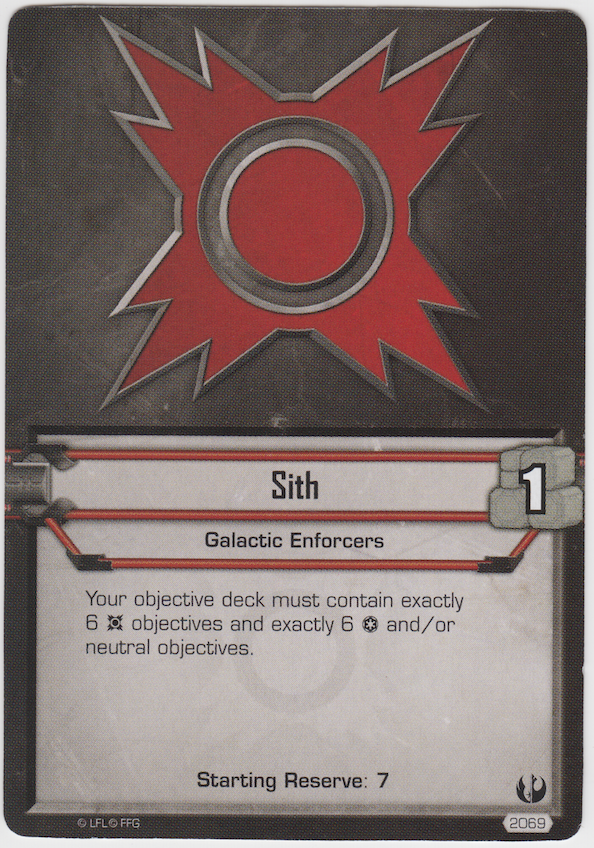 Sith
1
Galactic Enforcers
Your objective deck must contain exactly
6 objectives and exactly 6 and/or
neutral objectives.
Starting Reserve: 7
© LFL © FFG
2069